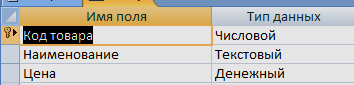 Имя поля Тип данных
Код товара Числовой
Наименование Текстовый
Цена Денежный